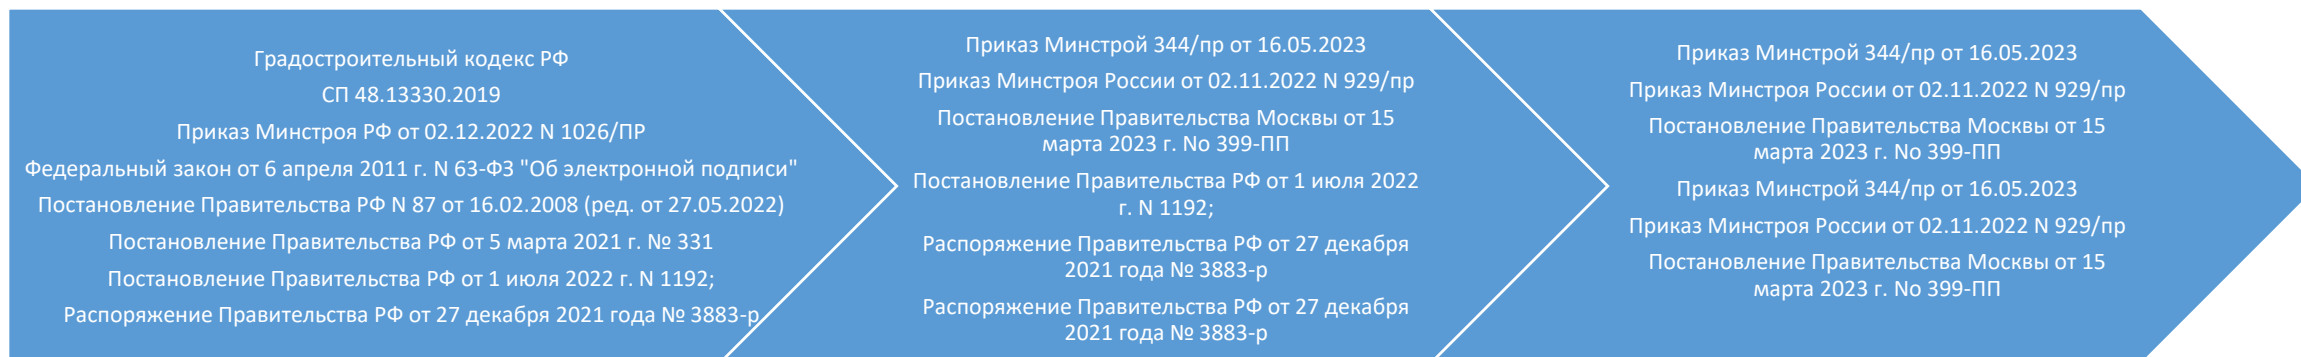 Градостроительный кодекс РФ
СП 48.13330.2019
Приказ Минстроя РФ от 02.12.2022 N 1026/ПР
Федеральный закон от 6 апреля 2011 г. N 63-ФЗ "Об электронной подписи"
Постановление Правительства РФ N 87 от 16.02.2008 (ред. от 27.05.2022)
Постановление Правительства РФ от 5 марта 2021 г. № 331
Постановление Правительства РФ от 1 июля 2022 г. N 1192;
Распоряжение Правительства РФ от 27 декабря 2021 года № 3883-р
Приказ Минстрой 344/пр от 16.05.2023
Приказ Минстроя России от 02.11.2022 N 929/пр
Постановление Правительства Москвы от 15
марта 2023 г. No 399-ПП
Постановление Правительства РФ от 1 июля 2022
г. N 1192;
Распоряжение Правительства РФ от 27 декабря
2021 года № 3883-р
Распоряжение Правительства РФ от 27 декабря
2021 года № 3883-р
Приказ Минстрой 344/пр от 16.05.2023
Приказ Минстроя России от 02.11.2022 N 929/пр
Постановление Правительства Москвы от 15
марта 2023 г. No 399-ПП
Приказ Минстрой 344/пр от 16.05.2023
Приказ Минстроя России от 02.11.2022 N 929/пр
Постановление Правительства Москвы от 15
марта 2023 г. No 399-ПП